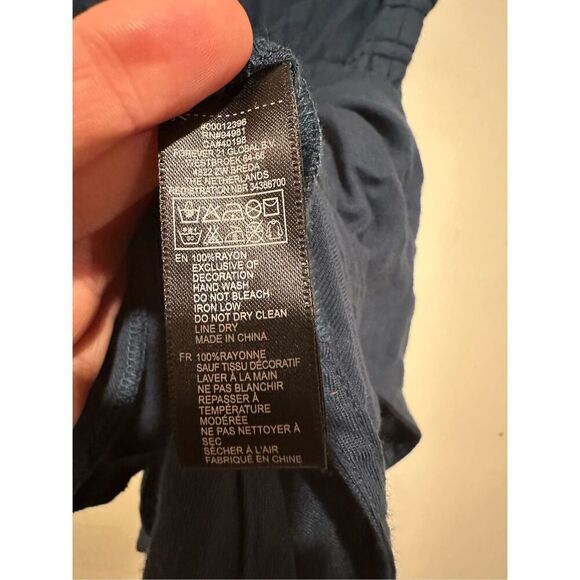 #00012396
RN#94981
CA#40198
FOREVER 21 GLOBAL B.V.
WESTBROEK 64-66
4822 ZW BREDA
THE NETHERLANDS
REGINTRATION NBR 34366700
EN 100%RAYON
EXCLUSIVE OF
DECORATION
HAND WASH
DO NOT BLEACH
IRON LOW
DO NOT DRY CLEAN
LINE DRY
MADE IN CHINA
FR 100%RAYONNE
SAUF TISSU DÉCORATIF
LAVER À LA MAIN
NE PAS BLANCHIR
REPASSER À
TEMPÉRATURE
MODÉRÉE
NE PAS NETTOYER À
SEC
SÉCHER À L'AIR
FABRIQUÉ EN CHINE